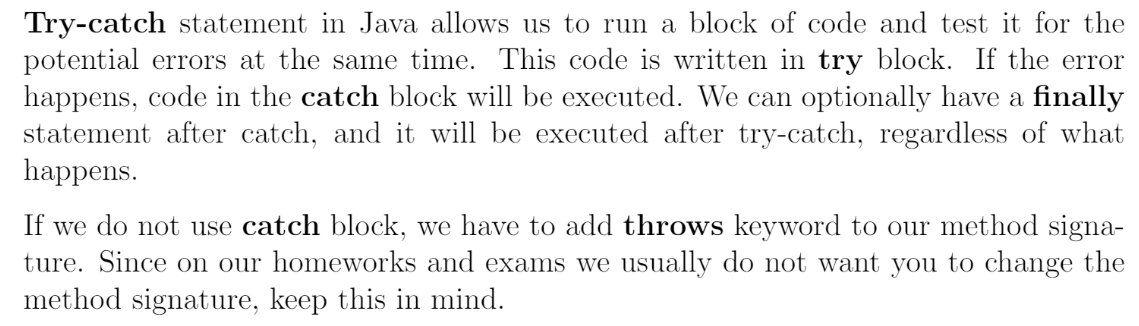 Try-catch statement in Java allows us to run a block of code and test it for the
potential errors at the same time. This code is written in try block. If the error
happens, code in the catch block will be executed. We can optionally have a finally
statement after catch, and it will be executed after try-catch, regardless of what
happens.
If we do not use catch block, we have to add throws keyword to our method signa-
ture. Since on our homeworks and exams we usually do not want you to change the
method signature, keep this in mind.